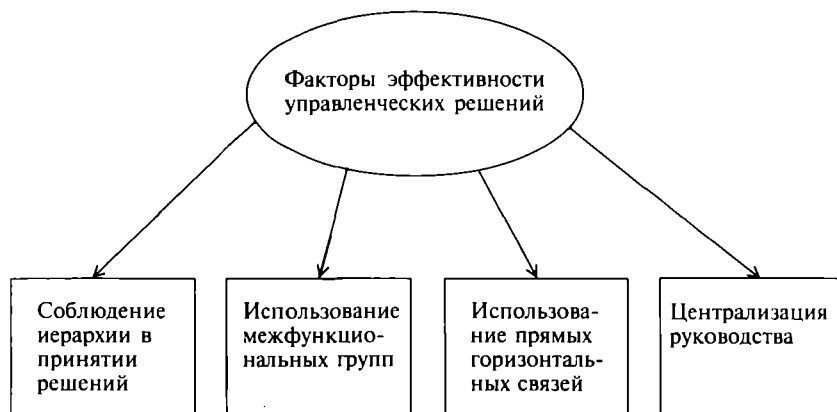 Факторы эффективности
управленческих решений
Соблюдение
иерархии в
принятии
решений
Использование
межфункцио-
нальных групп
Использова-
ние прямых
горизонталь-
ных связей
Централизация
руководства